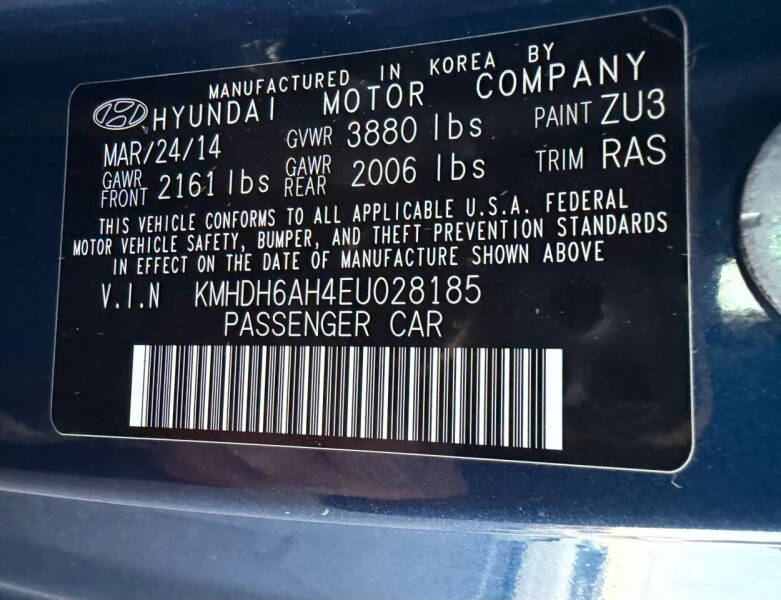 MANUFACTURED IN KOREA BY
HYUNDAI MOTOR COMPANY
MAR/24/14 GVWR 3880 lbs PAINT ZU3
GAWR FRONT 2161 lbs GAWR REAR 2006 lbs TRIM RAS
THIS VEHICLE CONFORMS TO ALL APPLICABLE U.S.A. FEDERAL
MOTOR VEHICLE SAFETY, BUMPER, AND THEFT PREVENTION STANDARDS
IN EFFECT ON THE DATE OF MANUFACTURE SHOWN ABOVE
V.I.N KMHDH6AH4EU028185
PASSENGER CAR